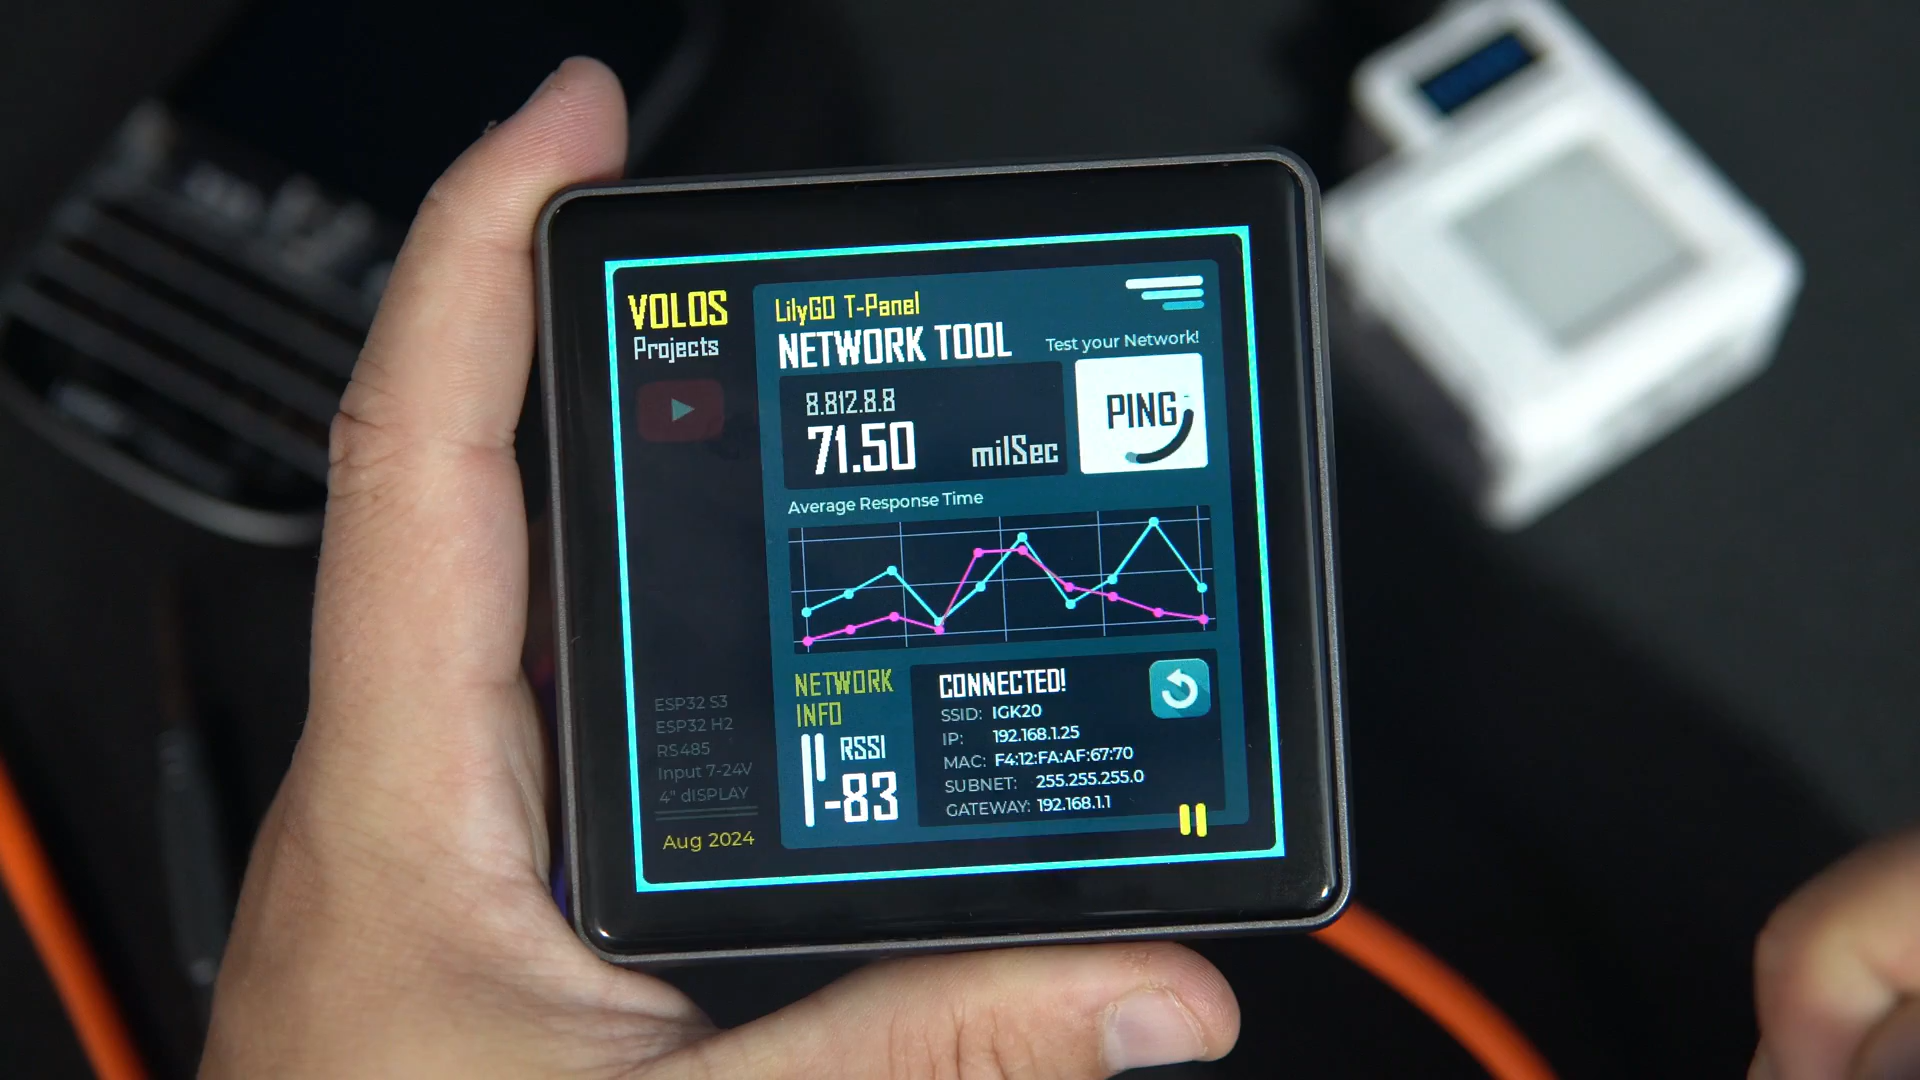 VOLOS
Projects
LilyGO T-Panel
NETWORK TOOL
Test your Network!
8.812.8.8
71.50
milSec
PING
Average Response Time
NETWORK
INFO
RSSI
-83
CONNECTED!
SSID: IGK20
IP: 192.168.1.25
MAC: F4:12:FA:AF:67:70
SUBNET: 255.255.255.0
GATEWAY: 192.168.1.1
ESP32 S3
ESP32 H2
RS485
Input 7-24V
4" dISPLAY
Aug 2024